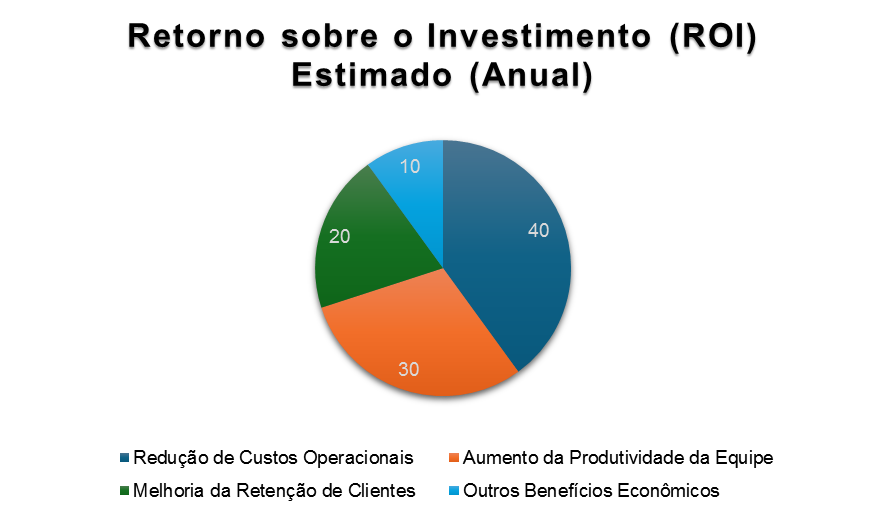 Retorno sobre o Investimento (ROI)
Estimado (Anual)
10
40
20
30
Redução de Custos Operacionais
Aumento da Produtividade da Equipe
Melhoria da Retenção de Clientes
Outros Benefícios Econômicos